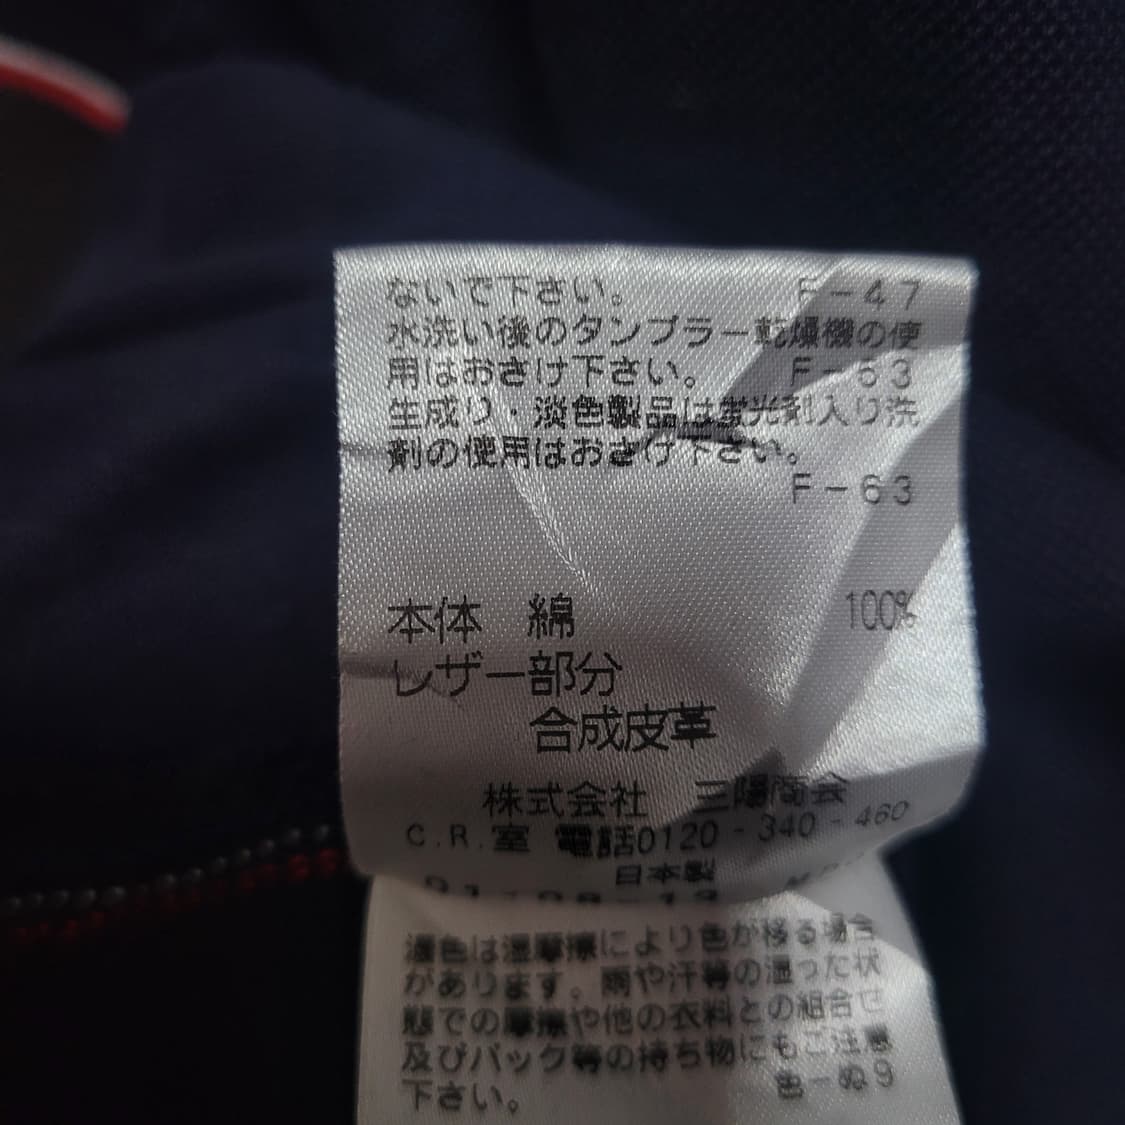 ないで下さい。 F-47
水洗い後のタンブラー乾燥機の使
用はおさけ下さい。 F-53
生成り・淡色製品は蛍光剤入り洗
剤の使用はおさけ下さい。
F-63
本体 綿 100%
レザー部分
合成皮革
株式会社 三陽商会
C.R.室 電話0120-340-460
日本製
濃色は湿摩擦により色が移る場合
があります。雨や汗等の湿った状
態での摩擦や他の衣料との組合せ
及びバック等の持ち物にもご注意
下さい。 色-ぬ9